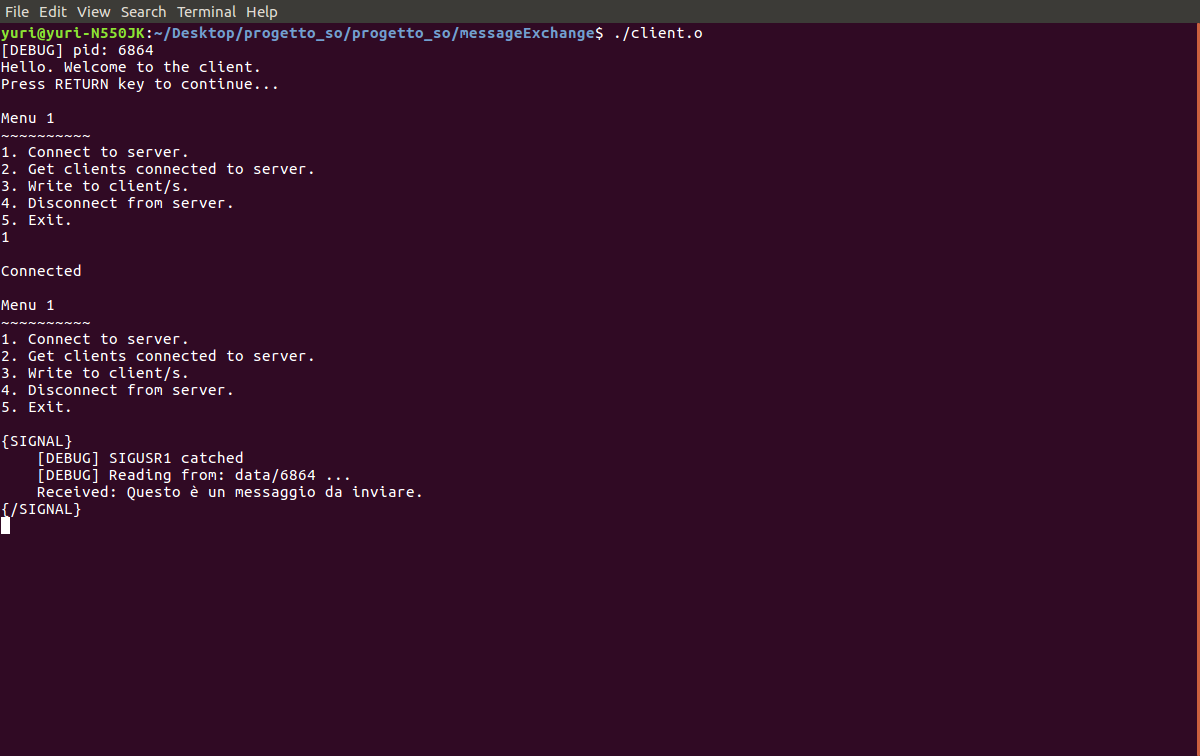 File Edit View Search Terminal Help
yuri@yuri-N550JK:~/Desktop/progetto_so/progetto_so/messageExchange$ ./client.o
[DEBUG] pid: 6864
Hello. Welcome to the client.
Press RETURN key to continue...
Menu 1
~~~~~~~~~~
1. Connect to server.
2. Get clients connected to server.
3. Write to client/s.
4. Disconnect from server.
5. Exit.
1
Connected
Menu 1
~~~~~~~~~~
1. Connect to server.
2. Get clients connected to server.
3. Write to client/s.
4. Disconnect from server.
5. Exit.
{SIGNAL}
    [DEBUG] SIGUSR1 catched
    [DEBUG] Reading from: data/6864 ...
    Received: Questo è un messaggio da inviare.
{/SIGNAL}